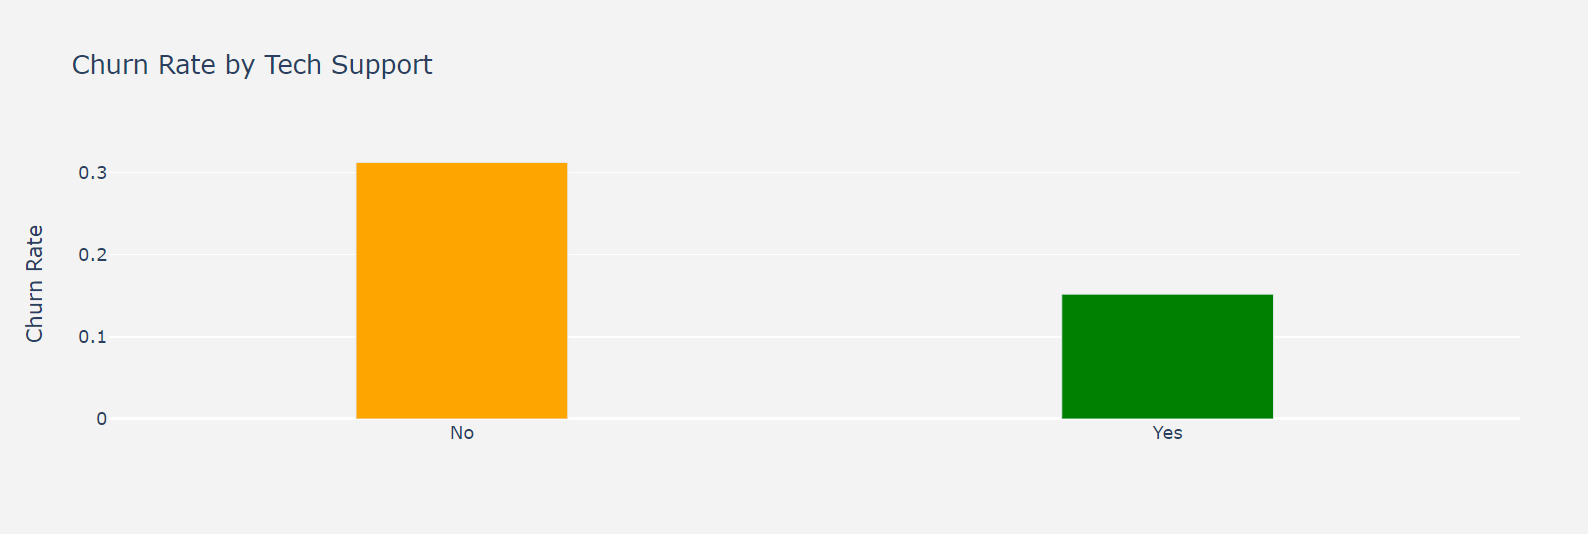 Churn Rate by Tech Support
Churn Rate
0.3
0.2
0.1
0
No
Yes